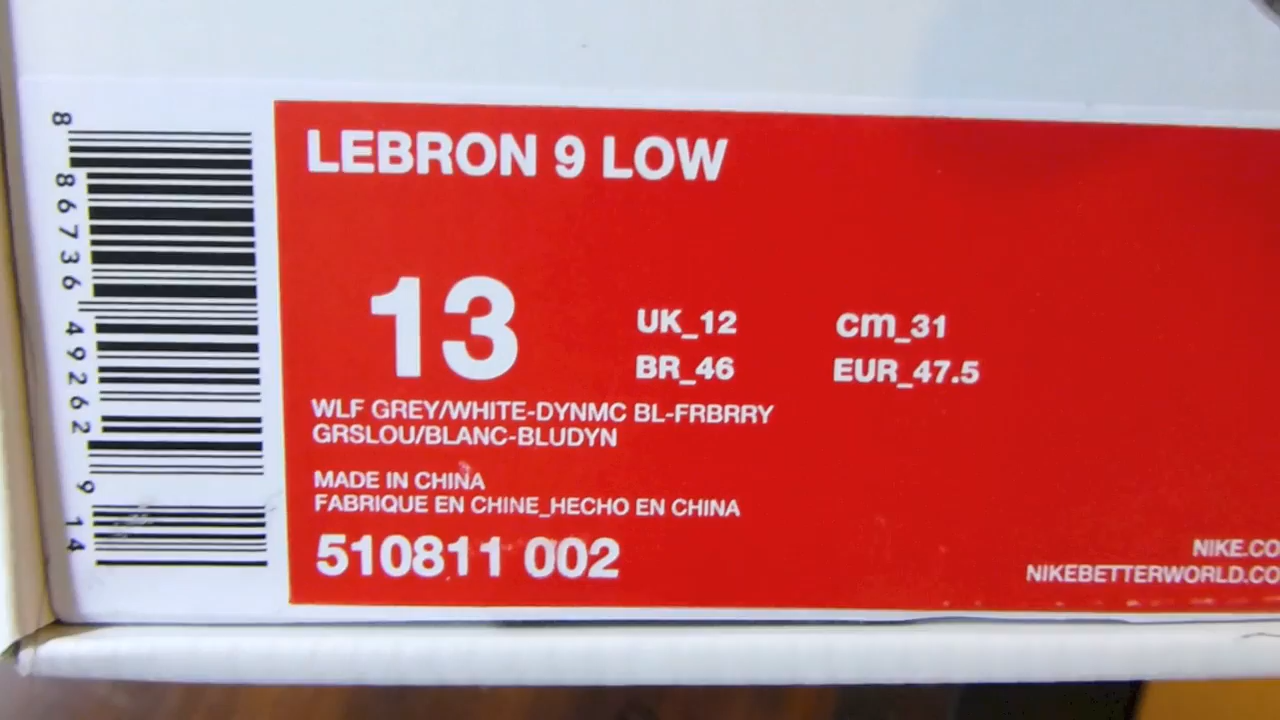 8 86736 49262 9 14
LEBRON 9 LOW
13
UK_12 cm_31
BR_46 EUR_47.5
WLF GREY/WHITE-DYNMC BL-FRBRRY
GRSLOU/BLANC-BLUDYN
MADE IN CHINA
FABRIQUE EN CHINE_HECHO EN CHINA
510811 002
NIKE.CO
NIKEBETTERWORLD.CO